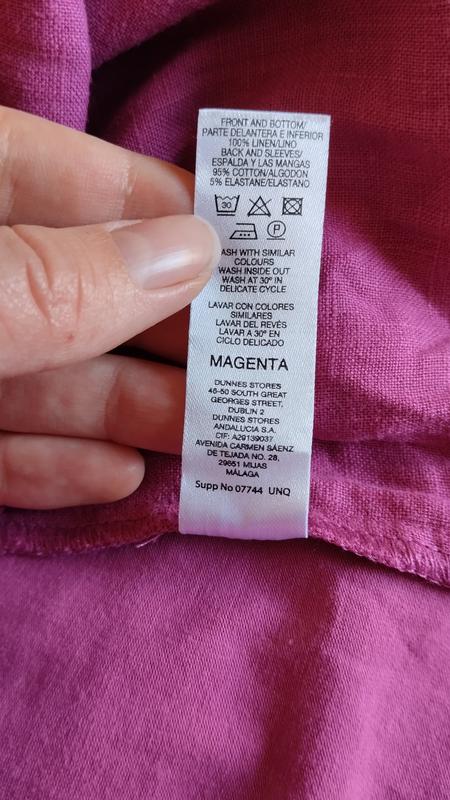 FRONT AND BOTTOM/
PARTE DELANTERA E INFERIOR
100% LINEN/LINO
BACK AND SLEEVES/
ESPALDA Y LAS MANGAS
95% COTTON/ALGODON
5% ELASTANE/ELASTANO
30
P
WASH WITH SIMILAR
COLOURS
WASH INSIDE OUT
WASH AT 30º IN
DELICATE CYCLE
LAVAR CON COLORES
SIMILARES
LAVAR DEL REVÉS
LAVAR A 30º EN
CICLO DELICADO
MAGENTA
DUNNES STORES
46-50 SOUTH GREAT
GEORGES STREET,
DUBLIN 2
DUNNES STORES
ANDALUCIA S.A.
CIF: A29139037
AVENIDA CARMEN SÁENZ
DE TEJADA NO. 28,
29651 MIJAS
MÁLAGA
Supp No 07744 UNQ